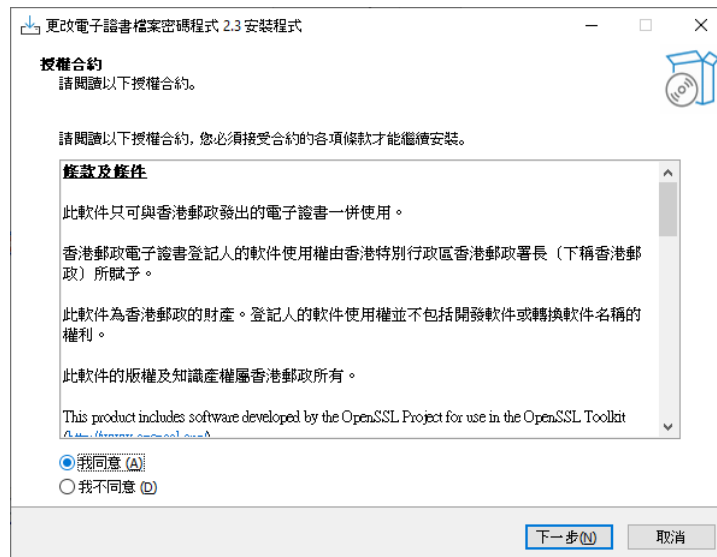 更改電子證書檔案密碼程式 2.3 安裝程式
授權合約
請閱讀以下授權合約。
請閱讀以下授權合約, 您必須接受合約的各項條款才能繼續安裝。
條款及條件
此軟件只可與香港郵政發出的電子證書一併使用。
香港郵政電子證書登記人的軟件使用權由香港特別行政區香港郵政署長（下稱香港郵
政）所賦予。
此軟件為香港郵政的財產。登記人的軟件使用權並不包括開發軟件或轉換軟件名稱的
權利。
此軟件的版權及知識產權屬香港郵政所有。
This product includes software developed by the OpenSSL Project for use in the OpenSSL Toolkit
我同意 (A)
我不同意 (D)
下一步(N)
取消